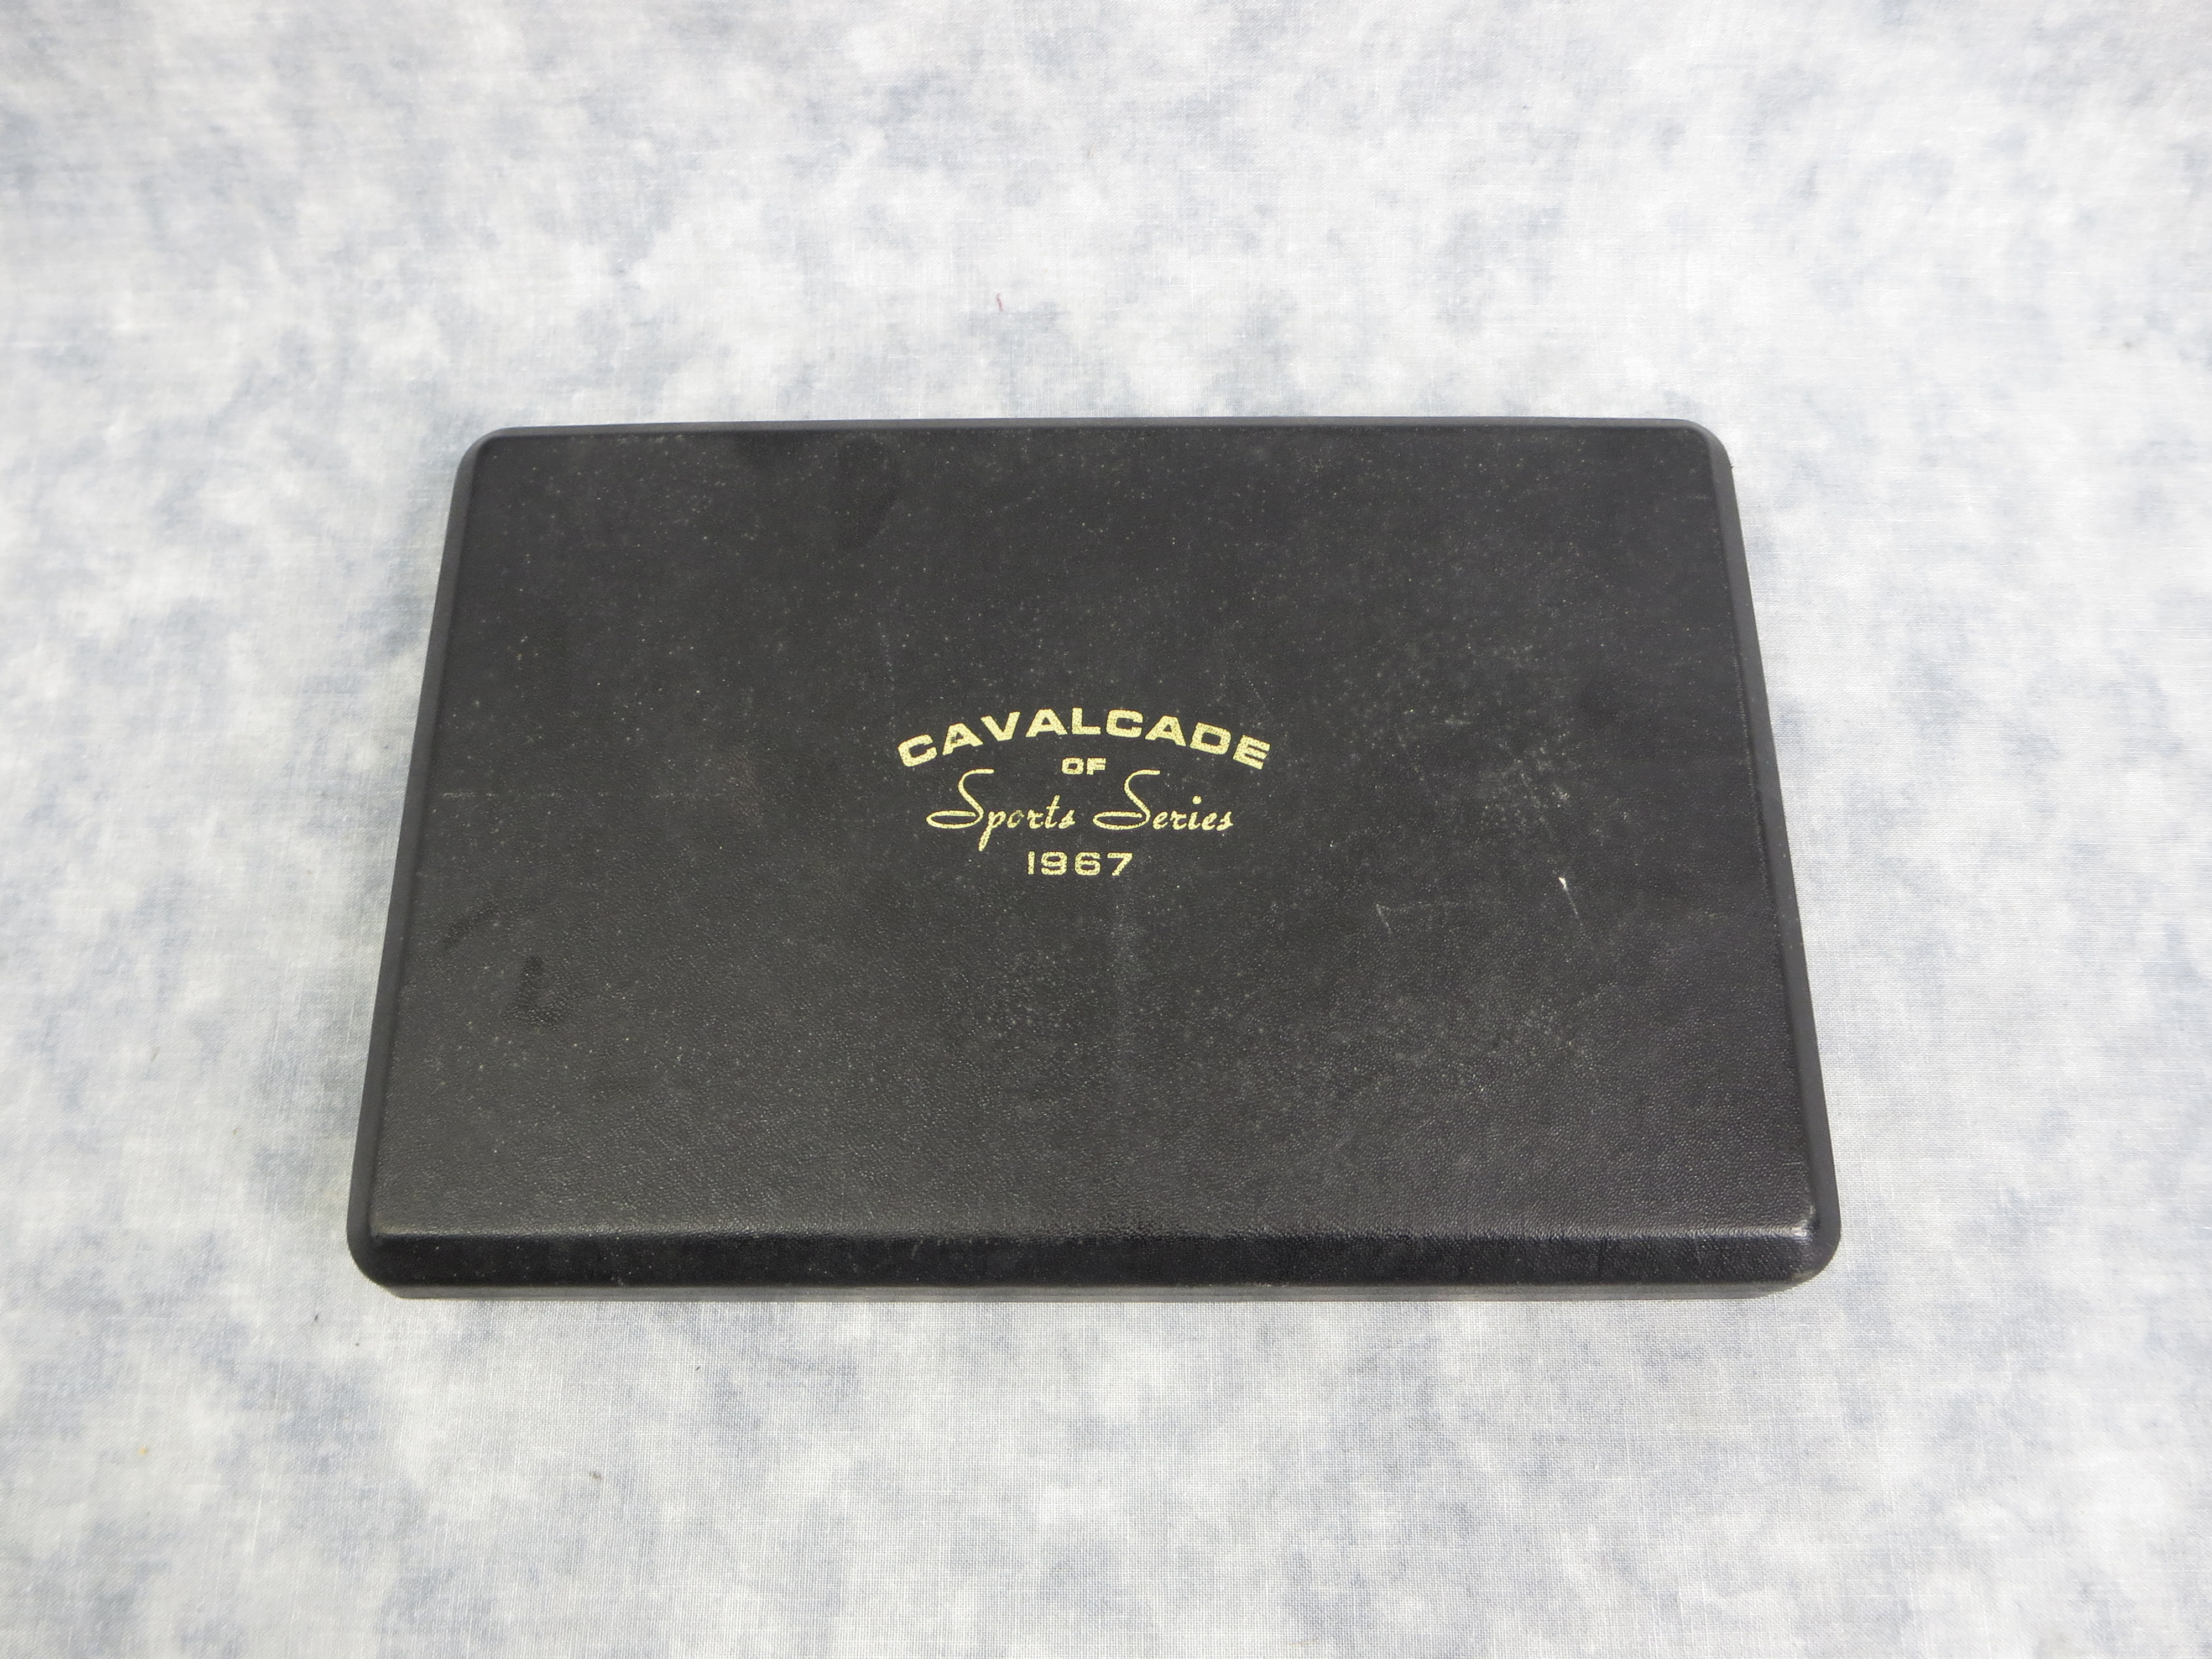 CAVALCADE
OF
Sports Series
1967